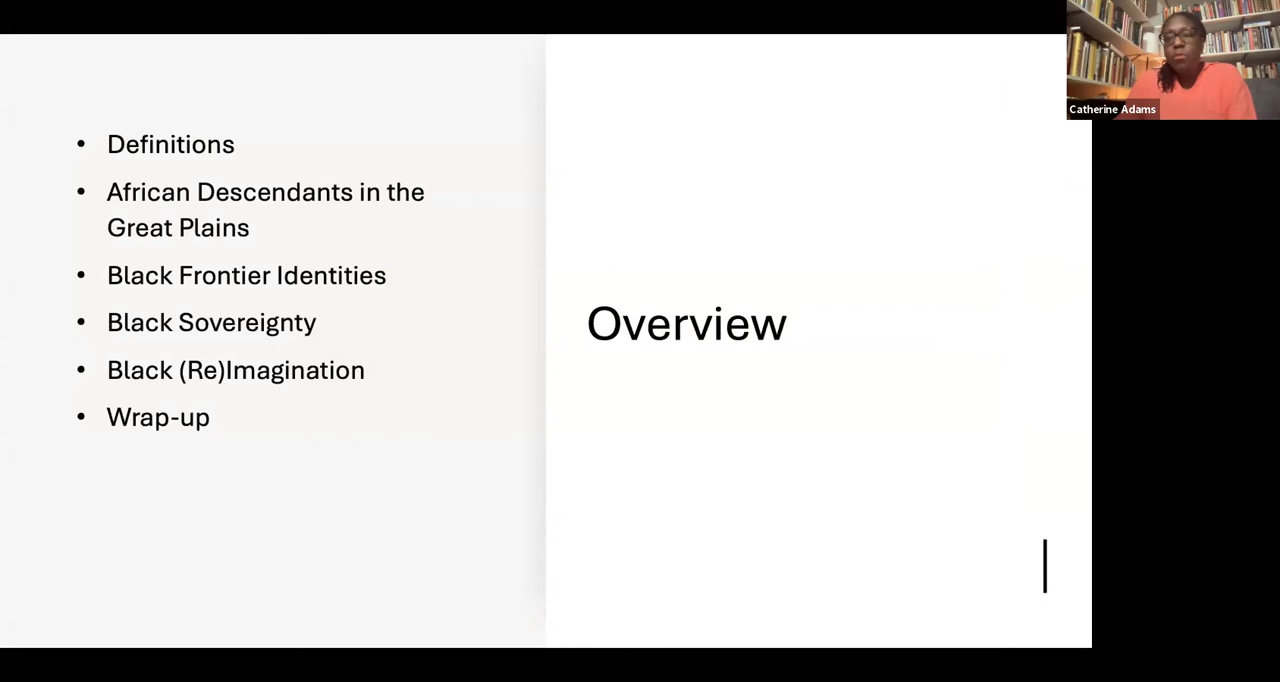 • Definitions
• African Descendants in the
Great Plains
• Black Frontier Identities
• Black Sovereignty
• Black (Re)Imagination
• Wrap-up
Overview
Catherine Adams